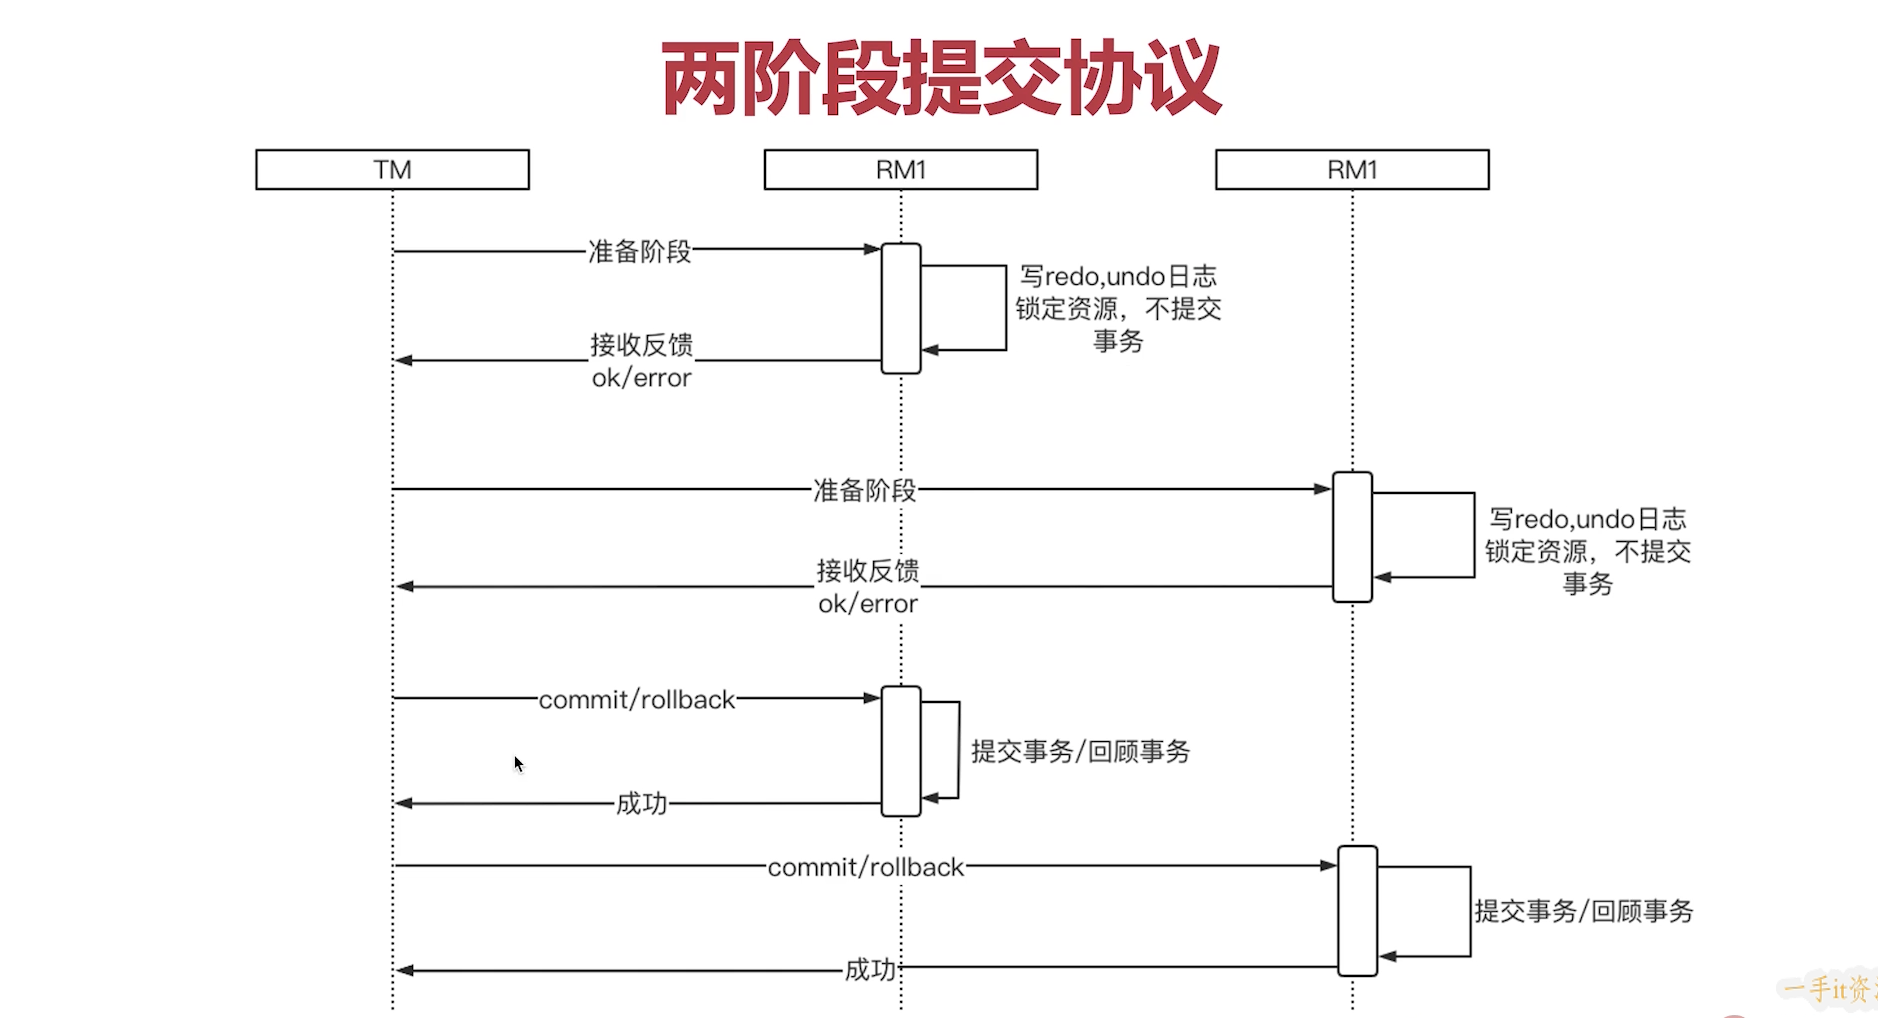 两阶段提交协议
TM
RM1
RM1
准备阶段
写redo,undo日志
锁定资源，不提交
事务
接收反馈
ok/error
准备阶段
写redo,undo日志
锁定资源，不提交
事务
接收反馈
ok/error
commit/rollback
提交事务/回顾事务
成功
commit/rollback
提交事务/回顾事务
成功
一手it资